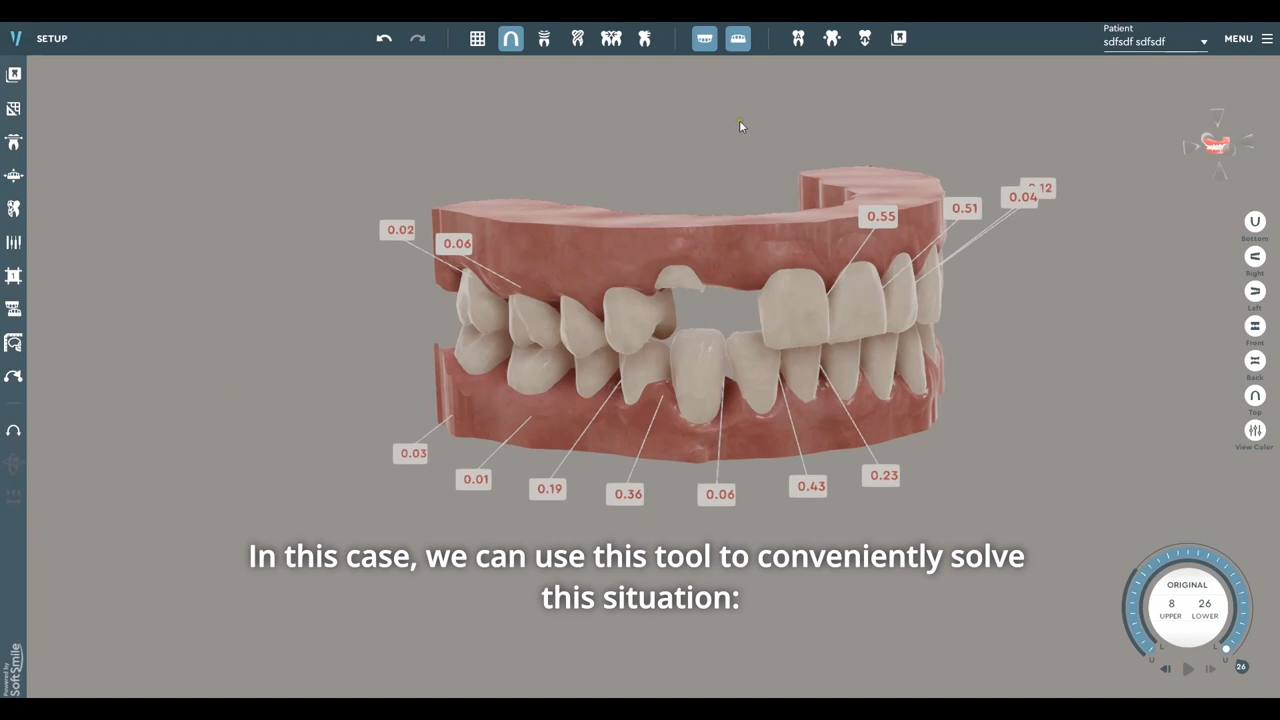 SETUP
Patient
sdfsdf sdfsdf
MENU
0.02
0.06
0.55
0.51
0.04
0.03
0.01
0.19
0.36
0.06
0.43
0.23
Bottom
Right
Left
Front
Back
Top
View Color
In this case, we can use this tool to conveniently solve
this situation:
ORIGINAL
8 26
UPPER LOWER
L L
U U
26
Powered by
SoftSmile